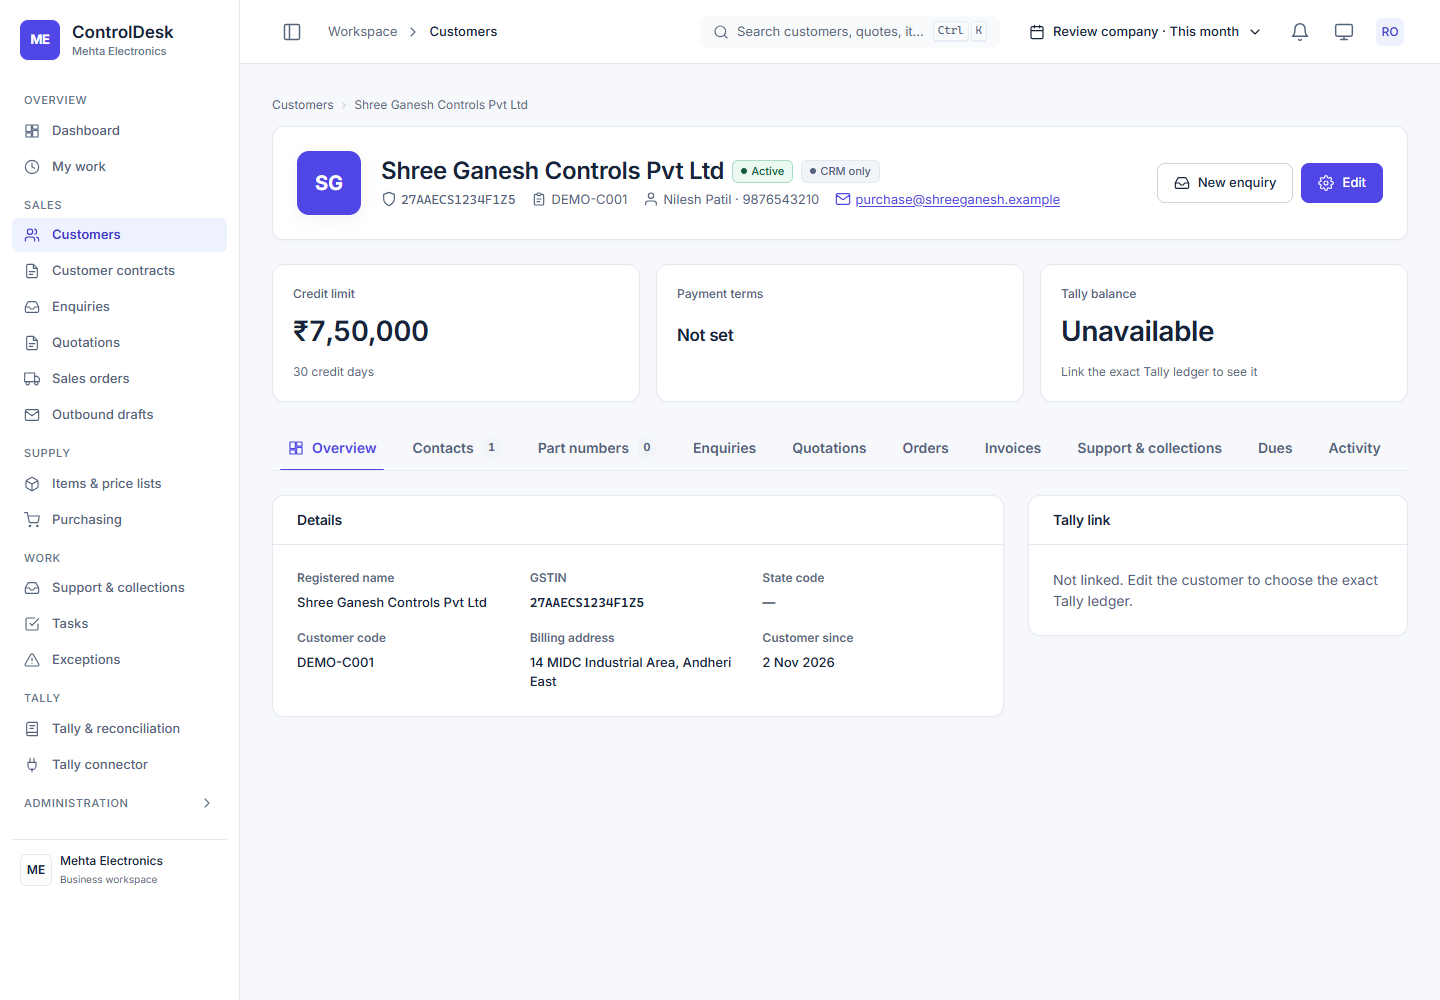 ME
ControlDesk
Mehta Electronics
OVERVIEW
Dashboard
My work
SALES
Customers
Customer contracts
Enquiries
Quotations
Sales orders
Outbound drafts
SUPPLY
Items & price lists
Purchasing
WORK
Support & collections
Tasks
Exceptions
TALLY
Tally & reconciliation
Tally connector
ADMINISTRATION
ME
Mehta Electronics
Business workspace
Workspace > Customers
Search customers, quotes, it... Ctrl K
Review company · This month
RO
Customers › Shree Ganesh Controls Pvt Ltd
SG
Shree Ganesh Controls Pvt Ltd Active CRM only
27AAECS1234F1Z5 DEMO-C001 Nilesh Patil · 9876543210 purchase@shreeganesh.example
New enquiry Edit
Credit limit
₹7,50,000
30 credit days
Payment terms
Not set
Tally balance
Unavailable
Link the exact Tally ledger to see it
Overview Contacts 1 Part numbers 0 Enquiries Quotations Orders Invoices Support & collections Dues Activity
Details
Registered name GSTIN State code
Shree Ganesh Controls Pvt Ltd 27AAECS1234F1Z5 —
Customer code Billing address Customer since
DEMO-C001 14 MIDC Industrial Area, Andheri 2 Nov 2026
East
Tally link
Not linked. Edit the customer to choose the exact
Tally ledger.